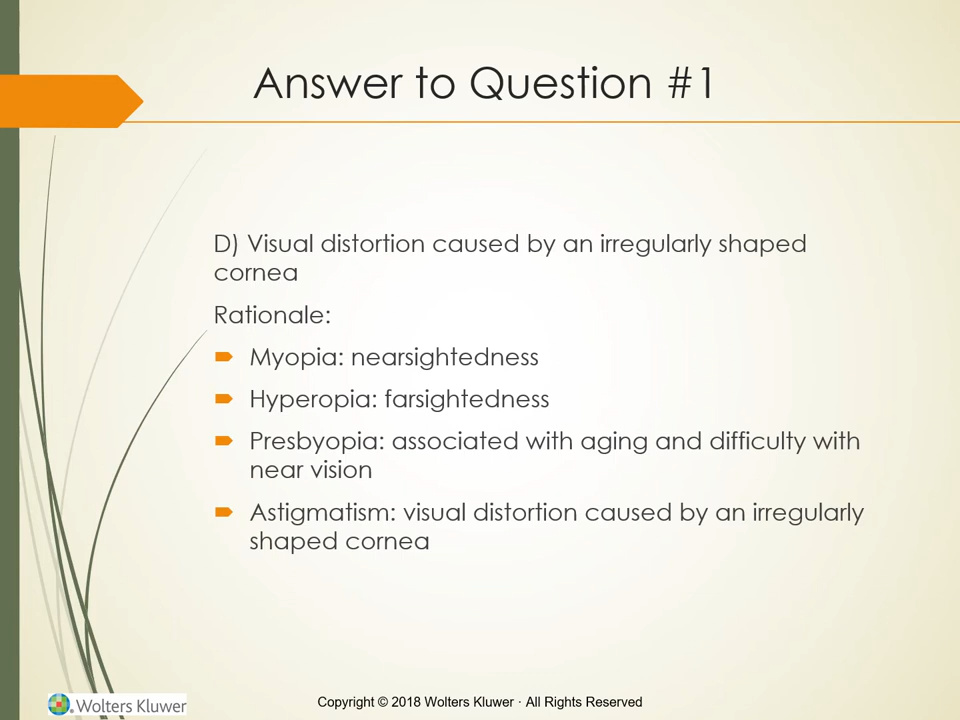 Answer to Question #1
D) Visual distortion caused by an irregularly shaped
cornea
Rationale:
Myopia: nearsightedness
Hyperopia: farsightedness
Presbyopia: associated with aging and difficulty with
near vision
Astigmatism: visual distortion caused by an irregularly
shaped cornea
Wolters Kluwer
Copyright © 2018 Wolters Kluwer · All Rights Reserved